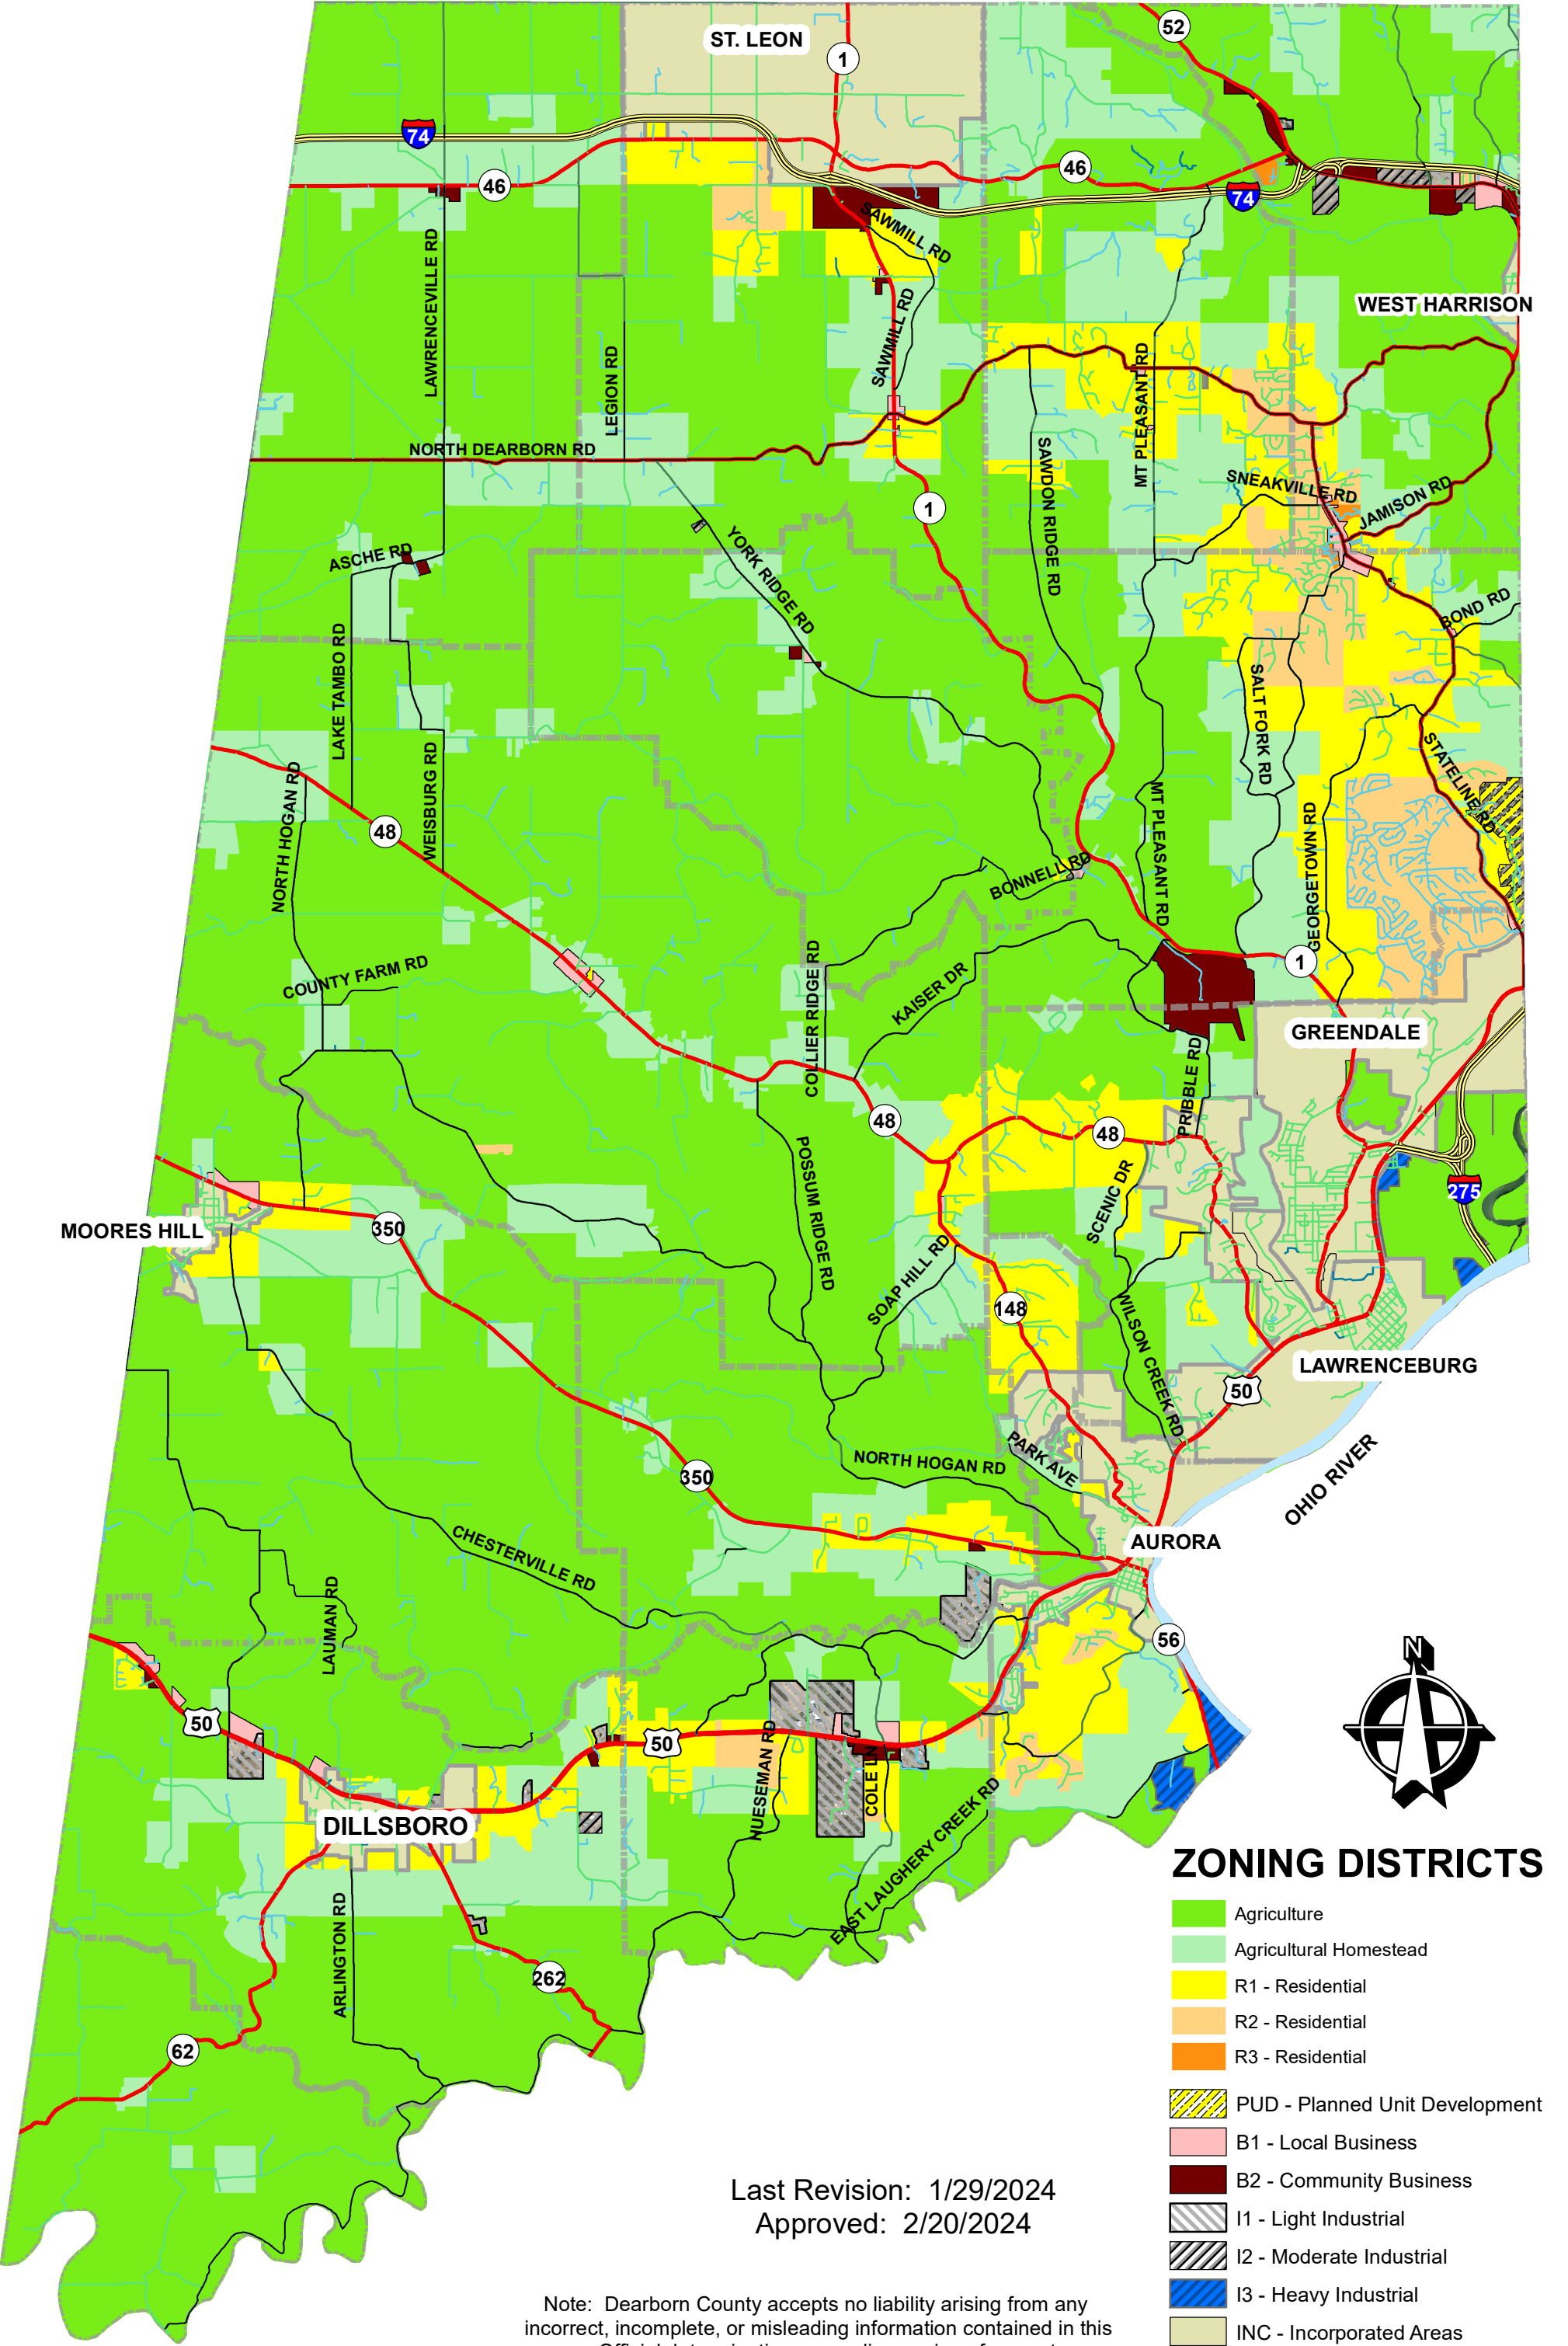 ST. LEON
52
1
74
46
46
74
SAWMILL RD
LAWRENCEVILLE RD
WEST HARRISON
SAWMILL RD
LEGION RD
MT PLEASANT RD
NORTH DEARBORN RD
SAWDON RIDGE RD
SNEAKVILLE RD
JAMISON RD
1
YORK RIDGE RD
ASCHE RD
BOND RD
LAKE TAMBO RD
SALT FORK RD
STATELINE RD
NORTH HOGAN RD
WEISBURG RD
48
MT PLEASANT RD
GEORGETOWN RD
BONNELL RD
COUNTY FARM RD
COLLIER RIDGE RD
KAISER DR
1
GREENDALE
PRIBBLE RD
48
48
POSSUM RIDGE RD
SCENIC DR
275
MOORES HILL
350
SOAP HILL RD
148
WILSON CREEK RD
LAWRENCEBURG
50
PARK AVE
NORTH HOGAN RD
OHIO RIVER
350
CHESTERVILLE RD
AURORA
LAUMAN RD
56
N
50
50
HUESEMAN RD
COLE LN
DILLSBORO
EAST LAUGHERY CREEK RD
ARLINGTON RD
262
62
ZONING DISTRICTS
Agriculture
Agricultural Homestead
R1 - Residential
R2 - Residential
R3 - Residential
PUD - Planned Unit Development
B1 - Local Business
B2 - Community Business
I1 - Light Industrial
I2 - Moderate Industrial
I3 - Heavy Industrial
INC - Incorporated Areas
Last Revision: 1/29/2024
Approved: 2/20/2024
Note: Dearborn County accepts no liability arising from any
incorrect, incomplete, or misleading information contained in this